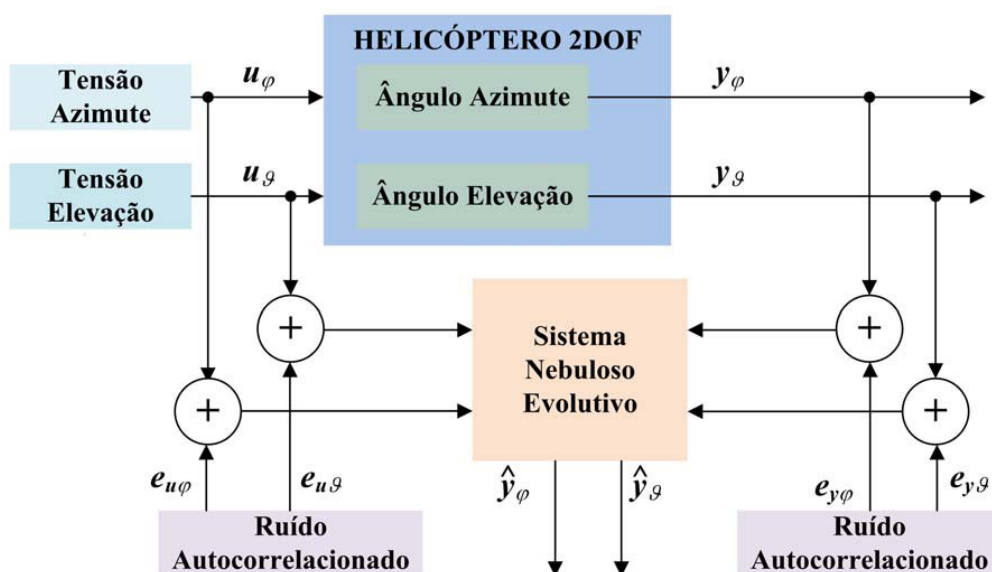 HELICÓPTERO 2DOF
Tensão
Azimute
u_φ
Ângulo Azimute
y_φ
Tensão
Elevação
u_ϑ
Ângulo Elevação
y_ϑ
+
+
Sistema
Nebuloso
Evolutivo
+
+
e_uφ
e_uϑ
ŷ_φ
ŷ_ϑ
e_yφ
e_yϑ
Ruído
Autocorrelacionado
Ruído
Autocorrelacionado